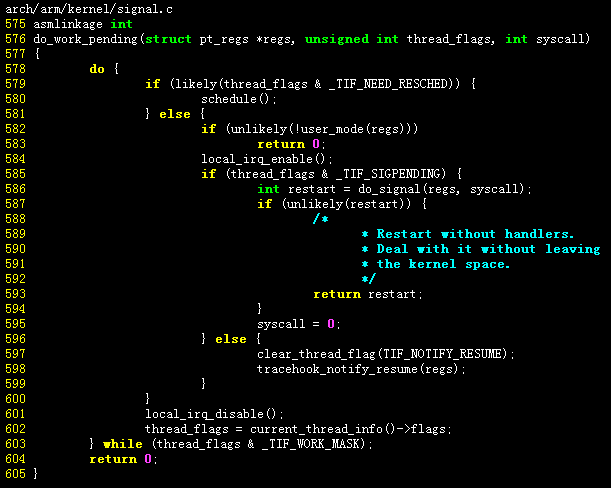 arch/arm/kernel/signal.c
575 asmlinkage int
576 do_work_pending(struct pt_regs *regs, unsigned int thread_flags, int syscall)
577 {
578         do {
579                 if (likely(thread_flags & _TIF_NEED_RESCHED)) {
580                         schedule();
581                 } else {
582                         if (unlikely(!user_mode(regs)))
583                                 return 0;
584                         local_irq_enable();
585                         if (thread_flags & _TIF_SIGPENDING) {
586                                 int restart = do_signal(regs, syscall);
587                                 if (unlikely(restart)) {
588                                         /*
589                                                * Restart without handlers.
590                                                * Deal with it without leaving
591                                                * the kernel space.
592                                                */
593                                         return restart;
594                                 }
595                                 syscall = 0;
596                         } else {
597                                 clear_thread_flag(TIF_NOTIFY_RESUME);
598                                 tracehook_notify_resume(regs);
599                         }
600                 }
601                 local_irq_disable();
602                 thread_flags = current_thread_info()->flags;
603         } while (thread_flags & _TIF_WORK_MASK);
604         return 0;
605 }